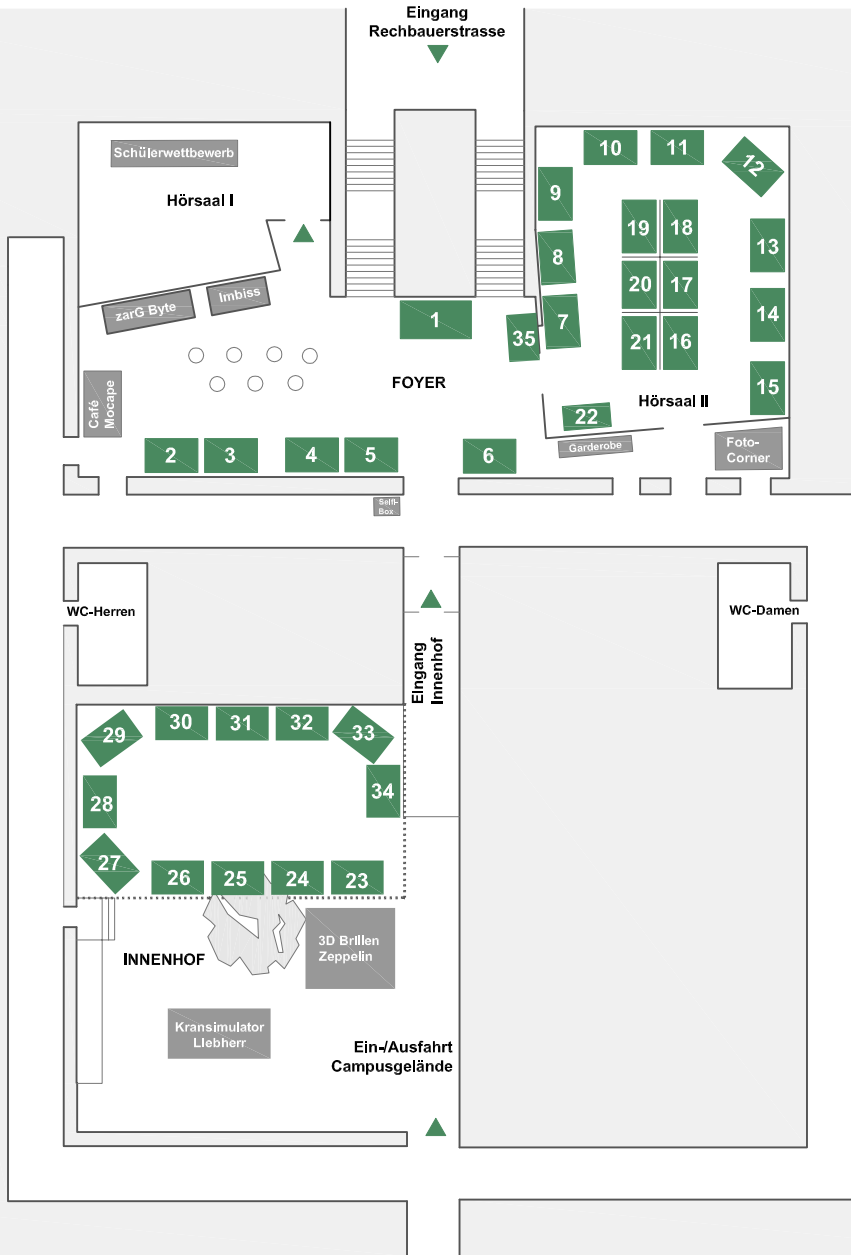 Eingang
Rechbauerstrasse
Schülerwettbewerb
Hörsaal I
10
11
12
9
19
18
13
8
20
17
zarG Byte
Imbiss
1
35
7
14
21
16
FOYER
Café
Mocape
15
Hörsaal II
22
Garderobe
Foto-
Corner
2
3
4
5
6
Selfi-
Box
WC-Herren
WC-Damen
EIngang
Innenhof
29
30
31
32
33
28
34
27
26
25
24
23
INNENHOF
3D Brillen
Zeppelin
Kransimulator
LIebherr
Ein-/Ausfahrt
Campusgelände